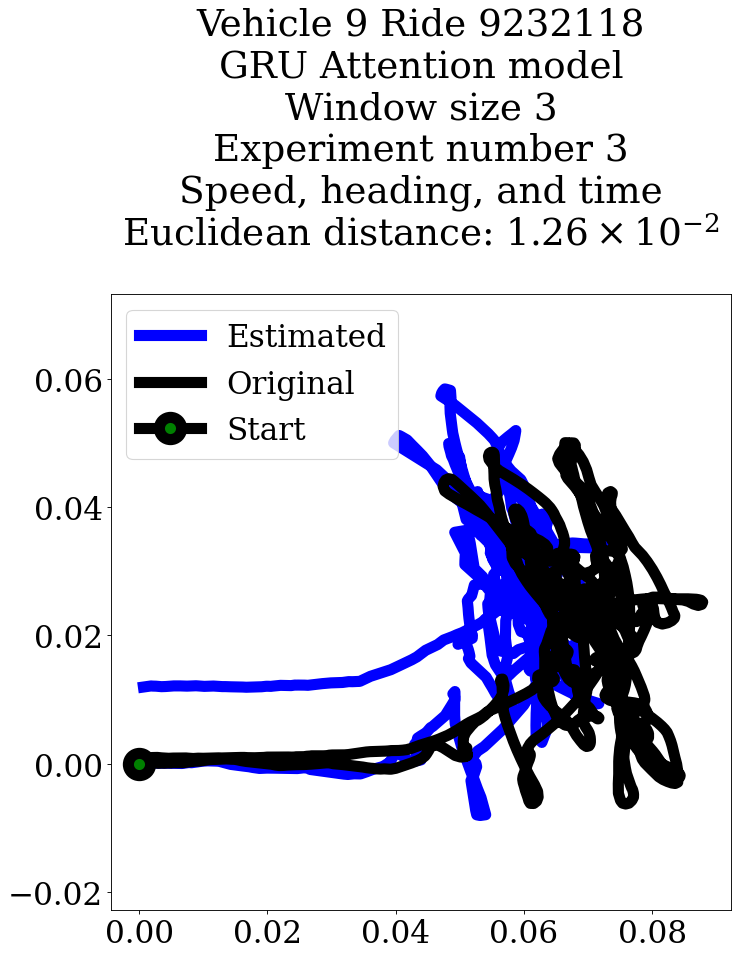 Vehicle 9 Ride 9232118
GRU Attention model
Window size 3
Experiment number 3
Speed, heading, and time
Euclidean distance: 1.26 × 10⁻²
Estimated
Original
Start
0.06
0.04
0.02
0.00
−0.02
0.00 0.02 0.04 0.06 0.08